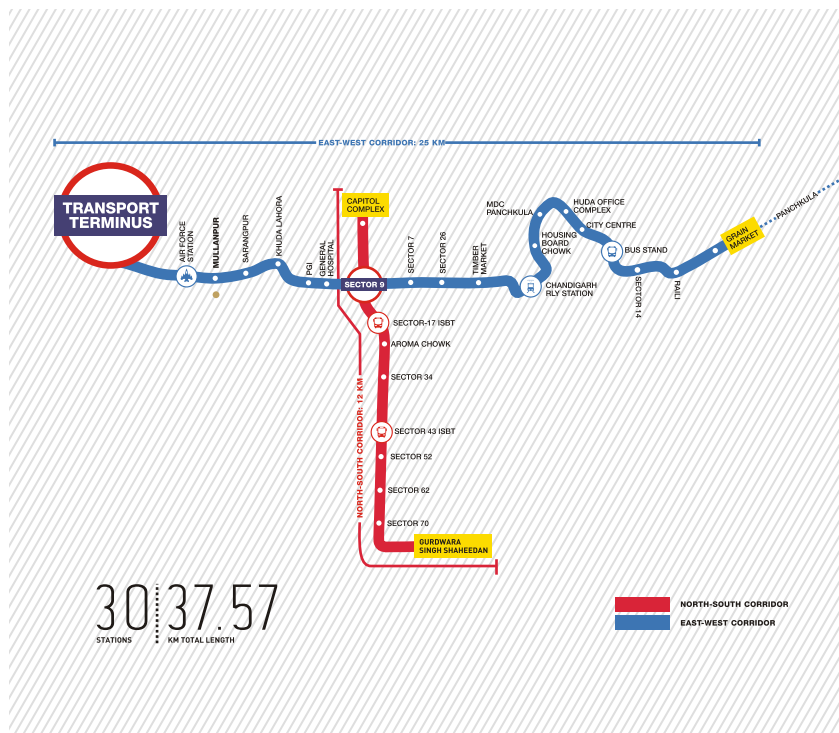 EAST-WEST CORRIDOR: 25 KM
TRANSPORT
TERMINUS
AIR FORCE
STATION
MULLANPUR
SARANGPUR
KHUDA LAHORA
PGI
GENERAL
HOSPITAL
CAPITOL
COMPLEX
SECTOR 9
SECTOR 7
SECTOR 26
TIMBER
MARKET
MDC
PANCHKULA
HUDA OFFICE
COMPLEX
CITY CENTRE
HOUSING
BOARD
CHOWK
BUS STAND
CHANDIGARH
RLY STATION
SECTOR 14
RAILI
GRAIN
MARKET
PANCHKULA
SECTOR-17 ISBT
AROMA CHOWK
SECTOR 34
NORTH-SOUTH CORRIDOR: 12 KM
SECTOR 43 ISBT
SECTOR 52
SECTOR 62
SECTOR 70
GURDWARA
SINGH SHAHEEDAN
30 37.57
STATIONS KM TOTAL LENGTH
NORTH-SOUTH CORRIDOR
EAST-WEST CORRIDOR